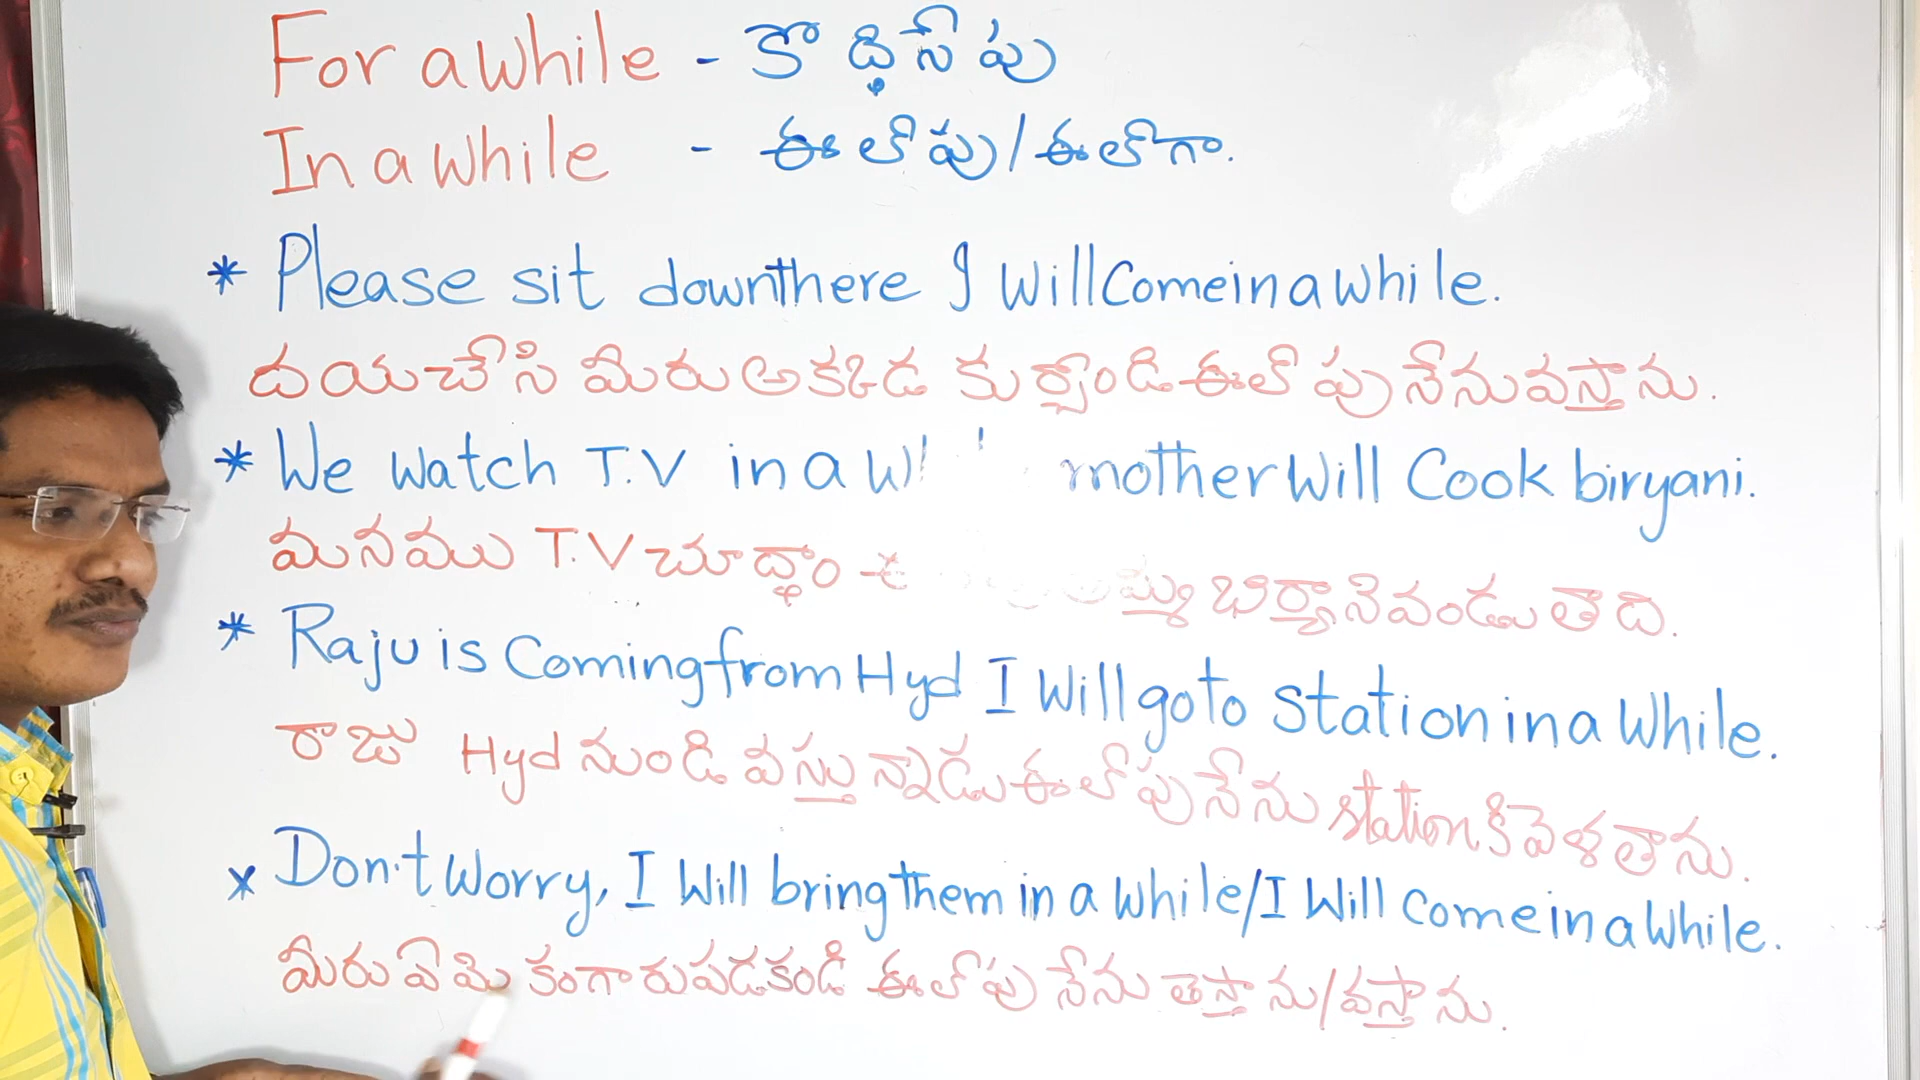 For a while - కొద్ధిసేపు
In a while - ఈలోపు/ఈలోగా.
* Please sit down there I will Come in a while.
దయచేసి మీరు అక్కడ కుర్చోండి ఈలోపు నేను వస్తాను.
* We watch T.V in a mother will Cook biryani.
మనము T.V చూద్ధాం అమ్మ భిర్యాని వండుతాది.
* Raju is Coming from Hyd I will go to station in a while.
రాజు Hyd నుండి వస్తున్నాడు ఈలోపు నేను station కి వెళతాను.
* Don't worry, I will bring them in a while/I will Come in a while.
మీరు ఏమి కంగారుపడకండి ఈలోపు నేను తెస్తాను/వస్తాను.